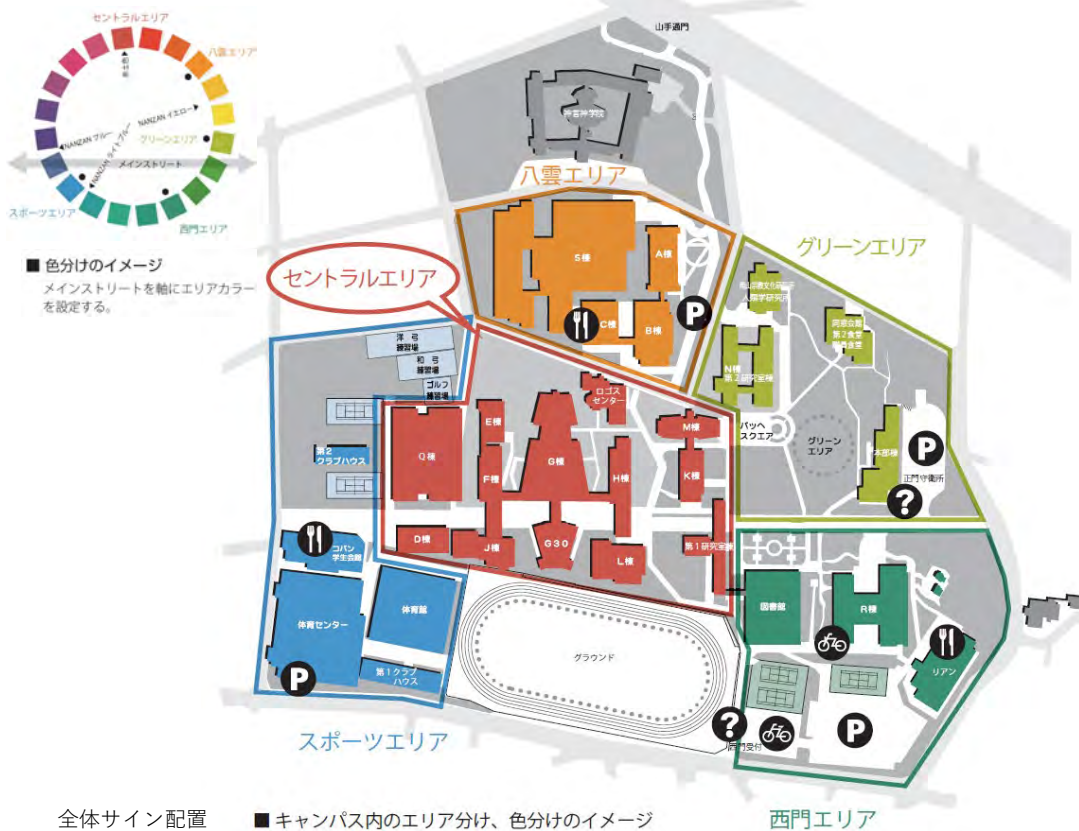 セントラルエリア
八雲エリア
NANZAN イエロー
グリーンエリア
NANZAN ブルー
NANZAN ライトブルー
メインストリート
スポーツエリア
西門エリア
■ 色分けのイメージ
メインストリートを軸にエリアカラー
を設定する。
山手通門
神言神学院
八雲エリア
S棟
A棟
C棟
B棟
P
グリーンエリア
人類学研究所
第2食堂
N棟
第2研究室棟
パッヘ
スクエア
グリーン
エリア
本部棟
P
正門守衛所
?
セントラルエリア
洋弓
練習場
和弓
練習場
ゴルフ
練習場
第2
クラブハウス
Q棟
E棟
F棟
G棟
ロゴス
センター
H棟
M棟
K棟
D棟
J棟
G30
L棟
第1研究室棟
コパン
学生会館
体育センター
体育館
P
第1クラブ
ハウス
グラウンド
図書館
R棟
リアン
?
西門受付
P
スポーツエリア
西門エリア
全体サイン配置
■ キャンパス内のエリア分け、色分けのイメージ